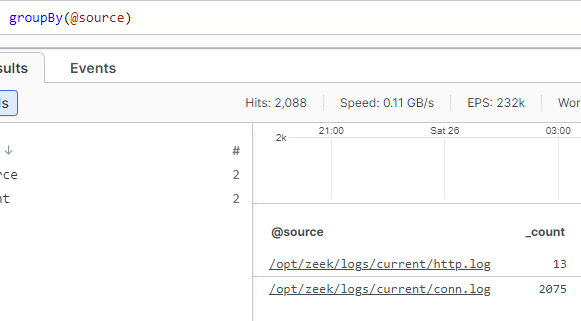 groupBy(@source)
sults Events
ls Hits: 2,088 Speed: 0.11 GB/s EPS: 232k Wor
21:00 Sat 26 03:00
2k
↓ #
rce 2
nt 2
@source _count
/opt/zeek/logs/current/http.log 13
/opt/zeek/logs/current/conn.log 2075